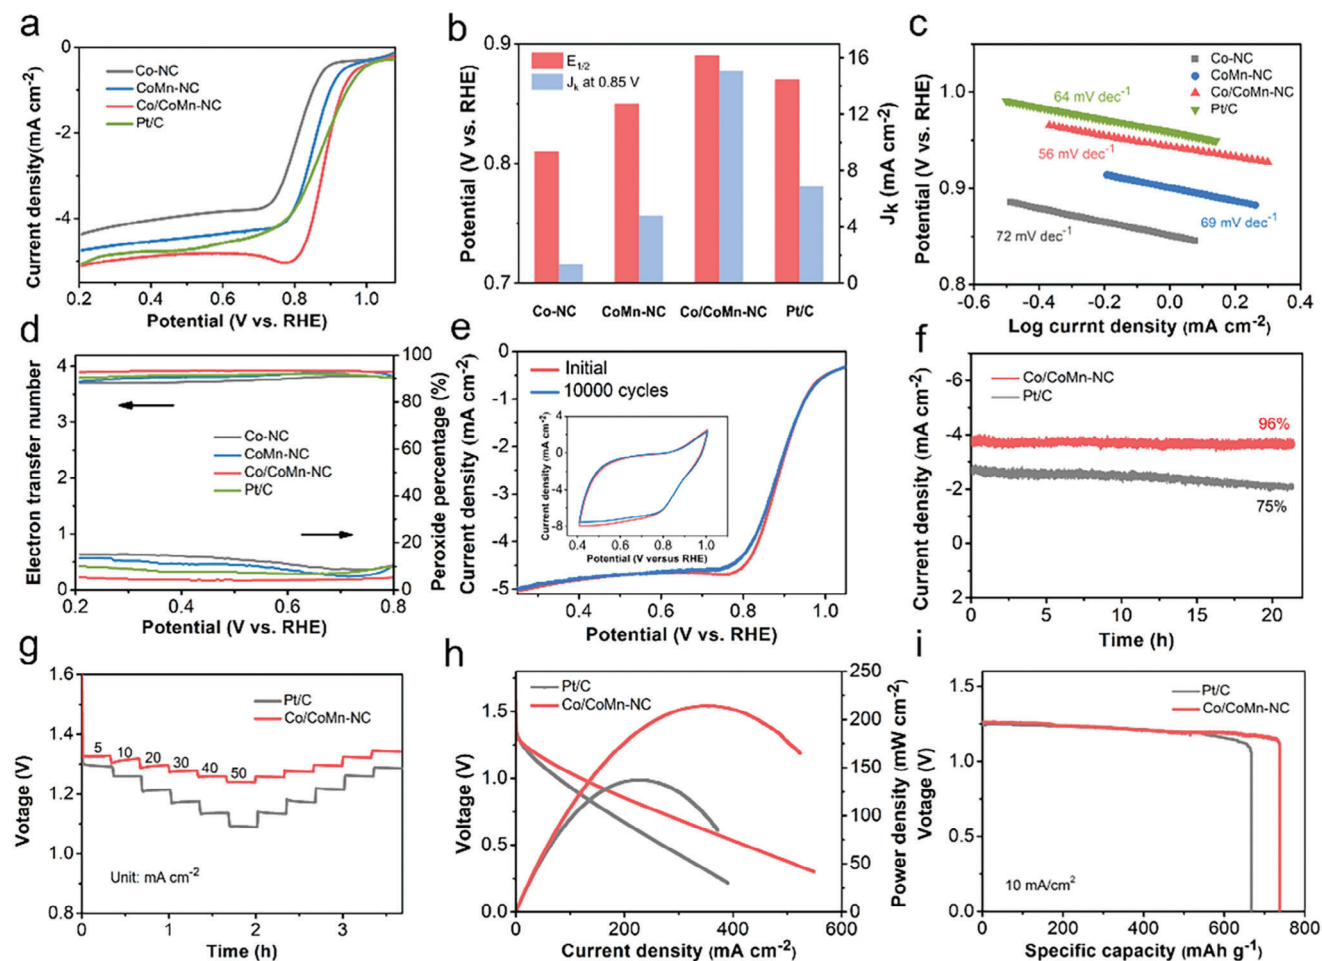 a
0
-2
-4
Current density(mA cm⁻²)
Co-NC
CoMn-NC
Co/CoMn-NC
Pt/C
0.2 0.4 0.6 0.8 1.0
Potential (V vs. RHE)
b
0.9
0.8
0.7
Potential (V vs. RHE)
E1/2
Jk at 0.85 V
16
12
8
4
0
Jk (mA cm⁻²)
Co-NC CoMn-NC Co/CoMn-NC Pt/C
c
1.0
0.9
0.8
Potential (V vs. RHE)
Co-NC
CoMn-NC
Co/CoMn-NC
Pt/C
64 mV dec⁻¹
56 mV dec⁻¹
69 mV dec⁻¹
72 mV dec⁻¹
-0.6 -0.4 -0.2 0.0 0.2 0.4
Log currnt density (mA cm⁻²)
d
4
3
2
1
0
Electron transfer number
Co-NC
CoMn-NC
Co/CoMn-NC
Pt/C
100
80
60
40
20
0
Peroxide percentage (%)
0.2 0.4 0.6 0.8
Potential (V vs. RHE)
e
0
-1
-2
-3
-4
-5
Current density (mA cm⁻²)
Initial
10000 cycles
4
0
-4
-8
Current density (mA cm⁻²)
0.4 0.6 0.8 1.0
Potential (V versus RHE)
0.4 0.6 0.8 1.0
Potential (V vs. RHE)
f
-6
-4
-2
0
2
Current density (mA cm⁻²)
Co/CoMn-NC
Pt/C
96%
75%
0 5 10 15 20
Time (h)
g
1.6
1.4
1.2
1.0
0.8
Votage (V)
Pt/C
Co/CoMn-NC
5 10 20 30 40 50
Unit: mA cm⁻²
0 1 2 3
Time (h)
h
1.5
1.0
0.5
0.0
Voltage (V)
Pt/C
Co/CoMn-NC
250
200
150
100
50
0
Power density (mW cm⁻²)
0 200 400 600
Current density (mA cm⁻²)
i
1.5
1.0
0.5
0.0
Votage (V)
Pt/C
Co/CoMn-NC
10 mA/cm²
0 200 400 600 800
Specific capacity (mAh g⁻¹)